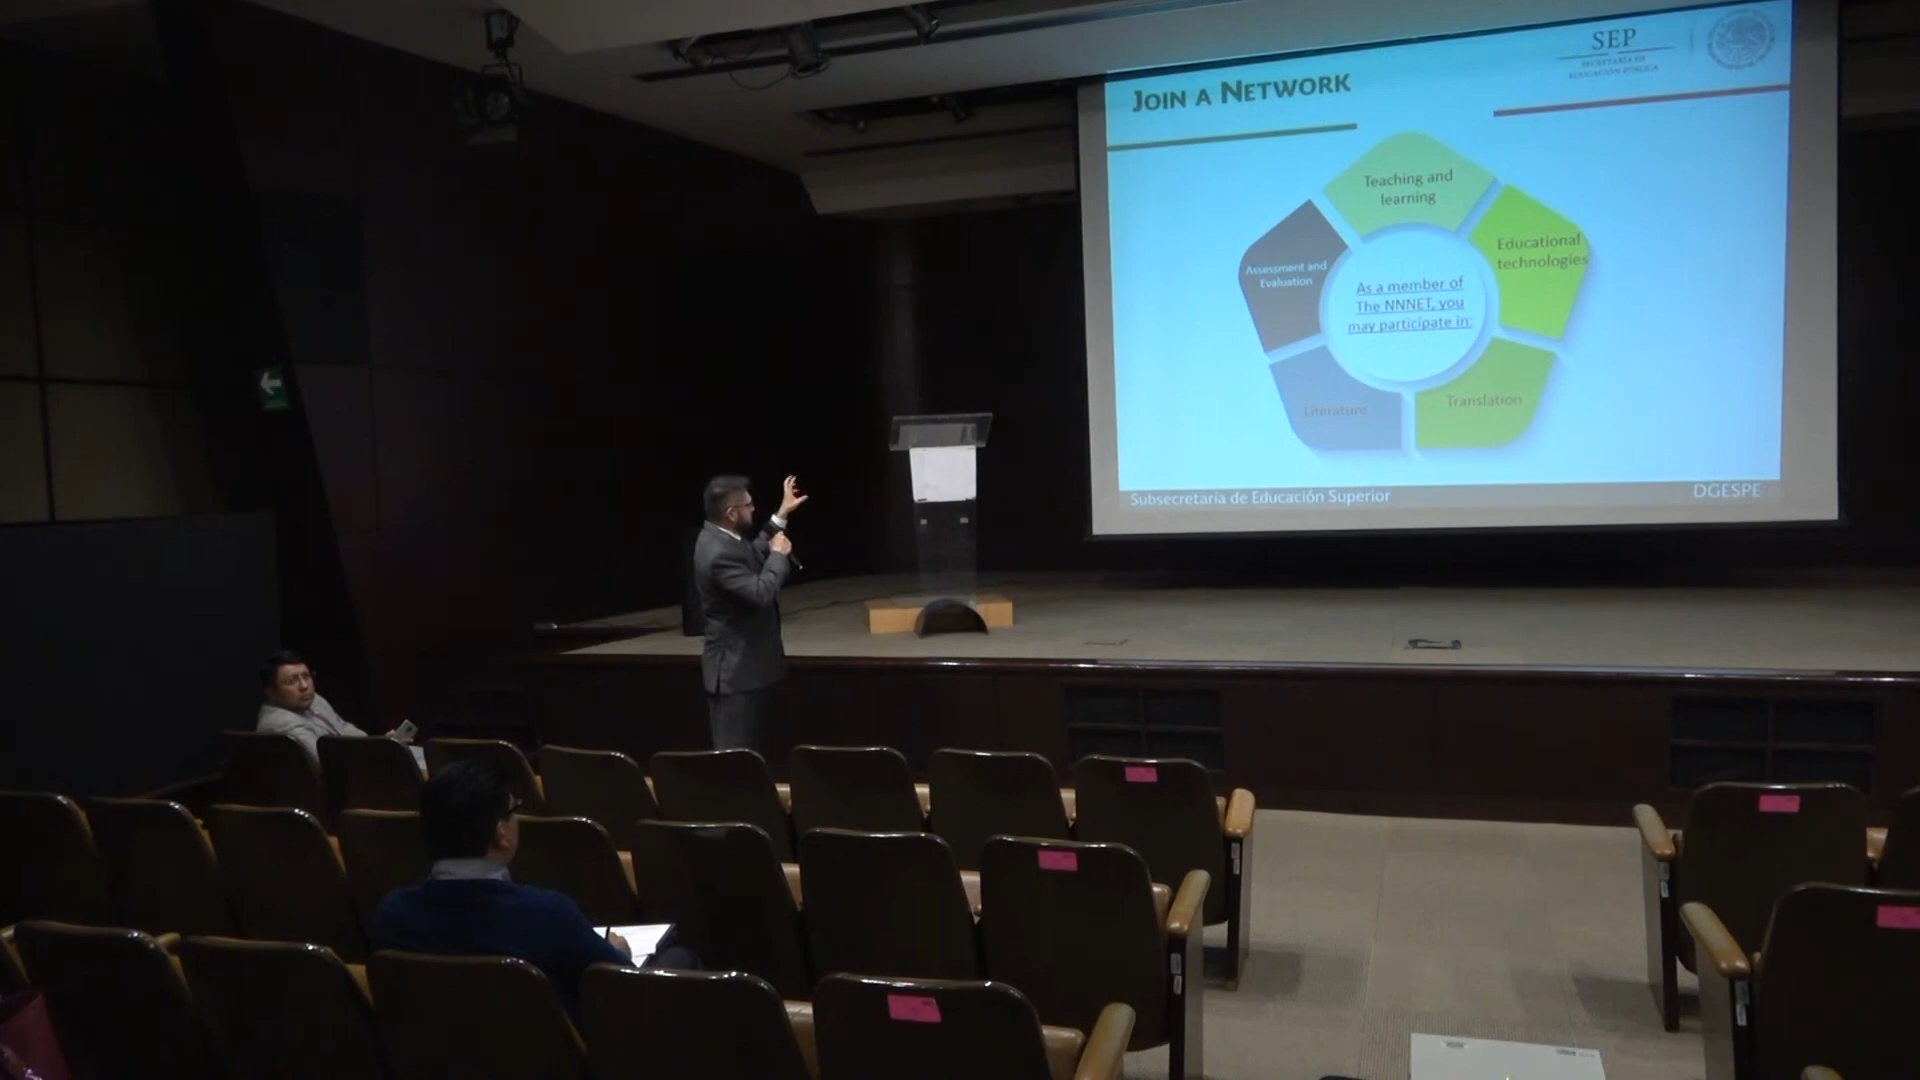 JOIN A NETWORK
SEP
SECRETARÍA DE
EDUCACIÓN PÚBLICA
Teaching and
learning
Educational
technologies
Assessment and
Evaluation
As a member of
The NNNET, you
may participate in:
Literature
Translation
Subsecretaría de Educación Superior
DGESPE